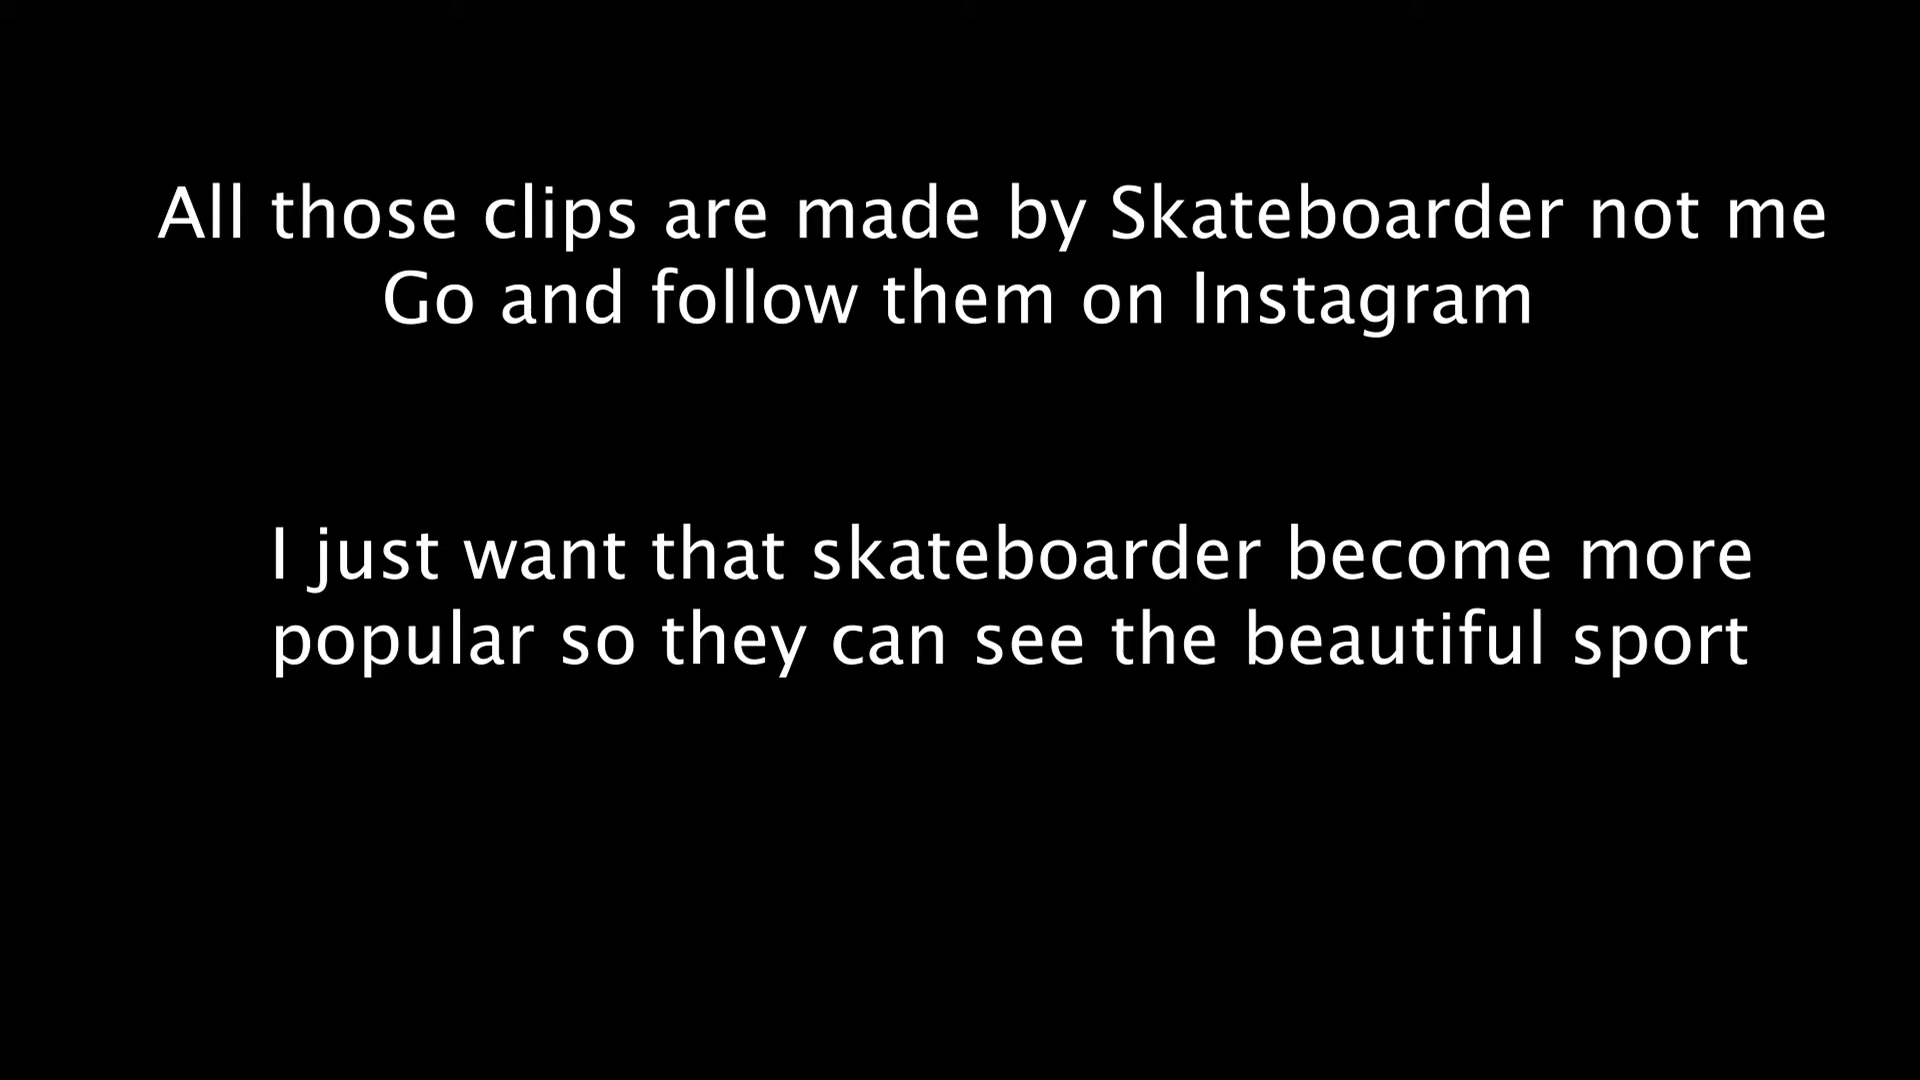 All those clips are made by Skateboarder not me
Go and follow them on Instagram
I just want that skateboarder become more
popular so they can see the beautiful sport